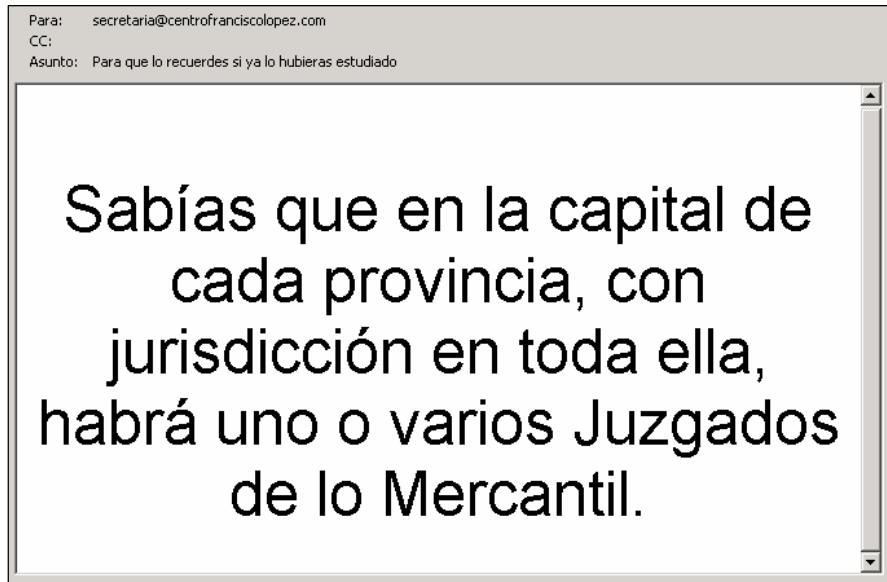 Para: secretaria@centrofranciscolopez.com
CC:
Asunto: Para que lo recuerdes si ya lo hubieras estudiado
Sabías que en la capital de
cada provincia, con
jurisdicción en toda ella,
habrá uno o varios Juzgados
de lo Mercantil.